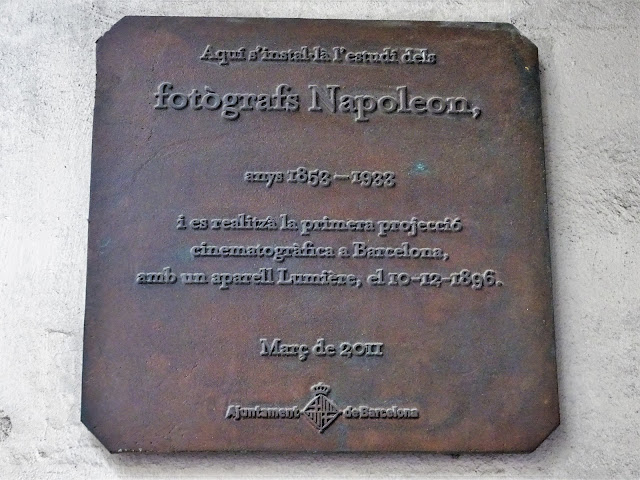 Aquí s'instal·là l'estudi dels
fotògrafs Napoleon,
anys 1853–1933
i es realitzà la primera projecció
cinematogràfica a Barcelona,
amb un aparell Lumière, el 10-12-1896.
Març de 2011
Ajuntament de Barcelona